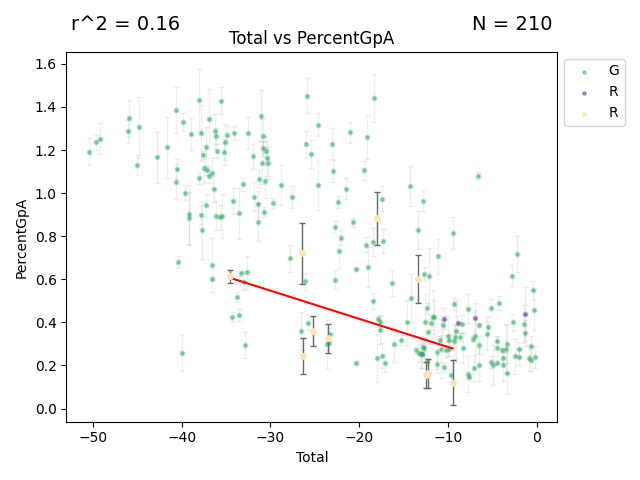 r^2 = 0.16
N = 210
Total vs PercentGpA
G
R
R
PercentGpA
1.6
1.4
1.2
1.0
0.8
0.6
0.4
0.2
0.0
−50
−40
−30
−20
−10
0
Total